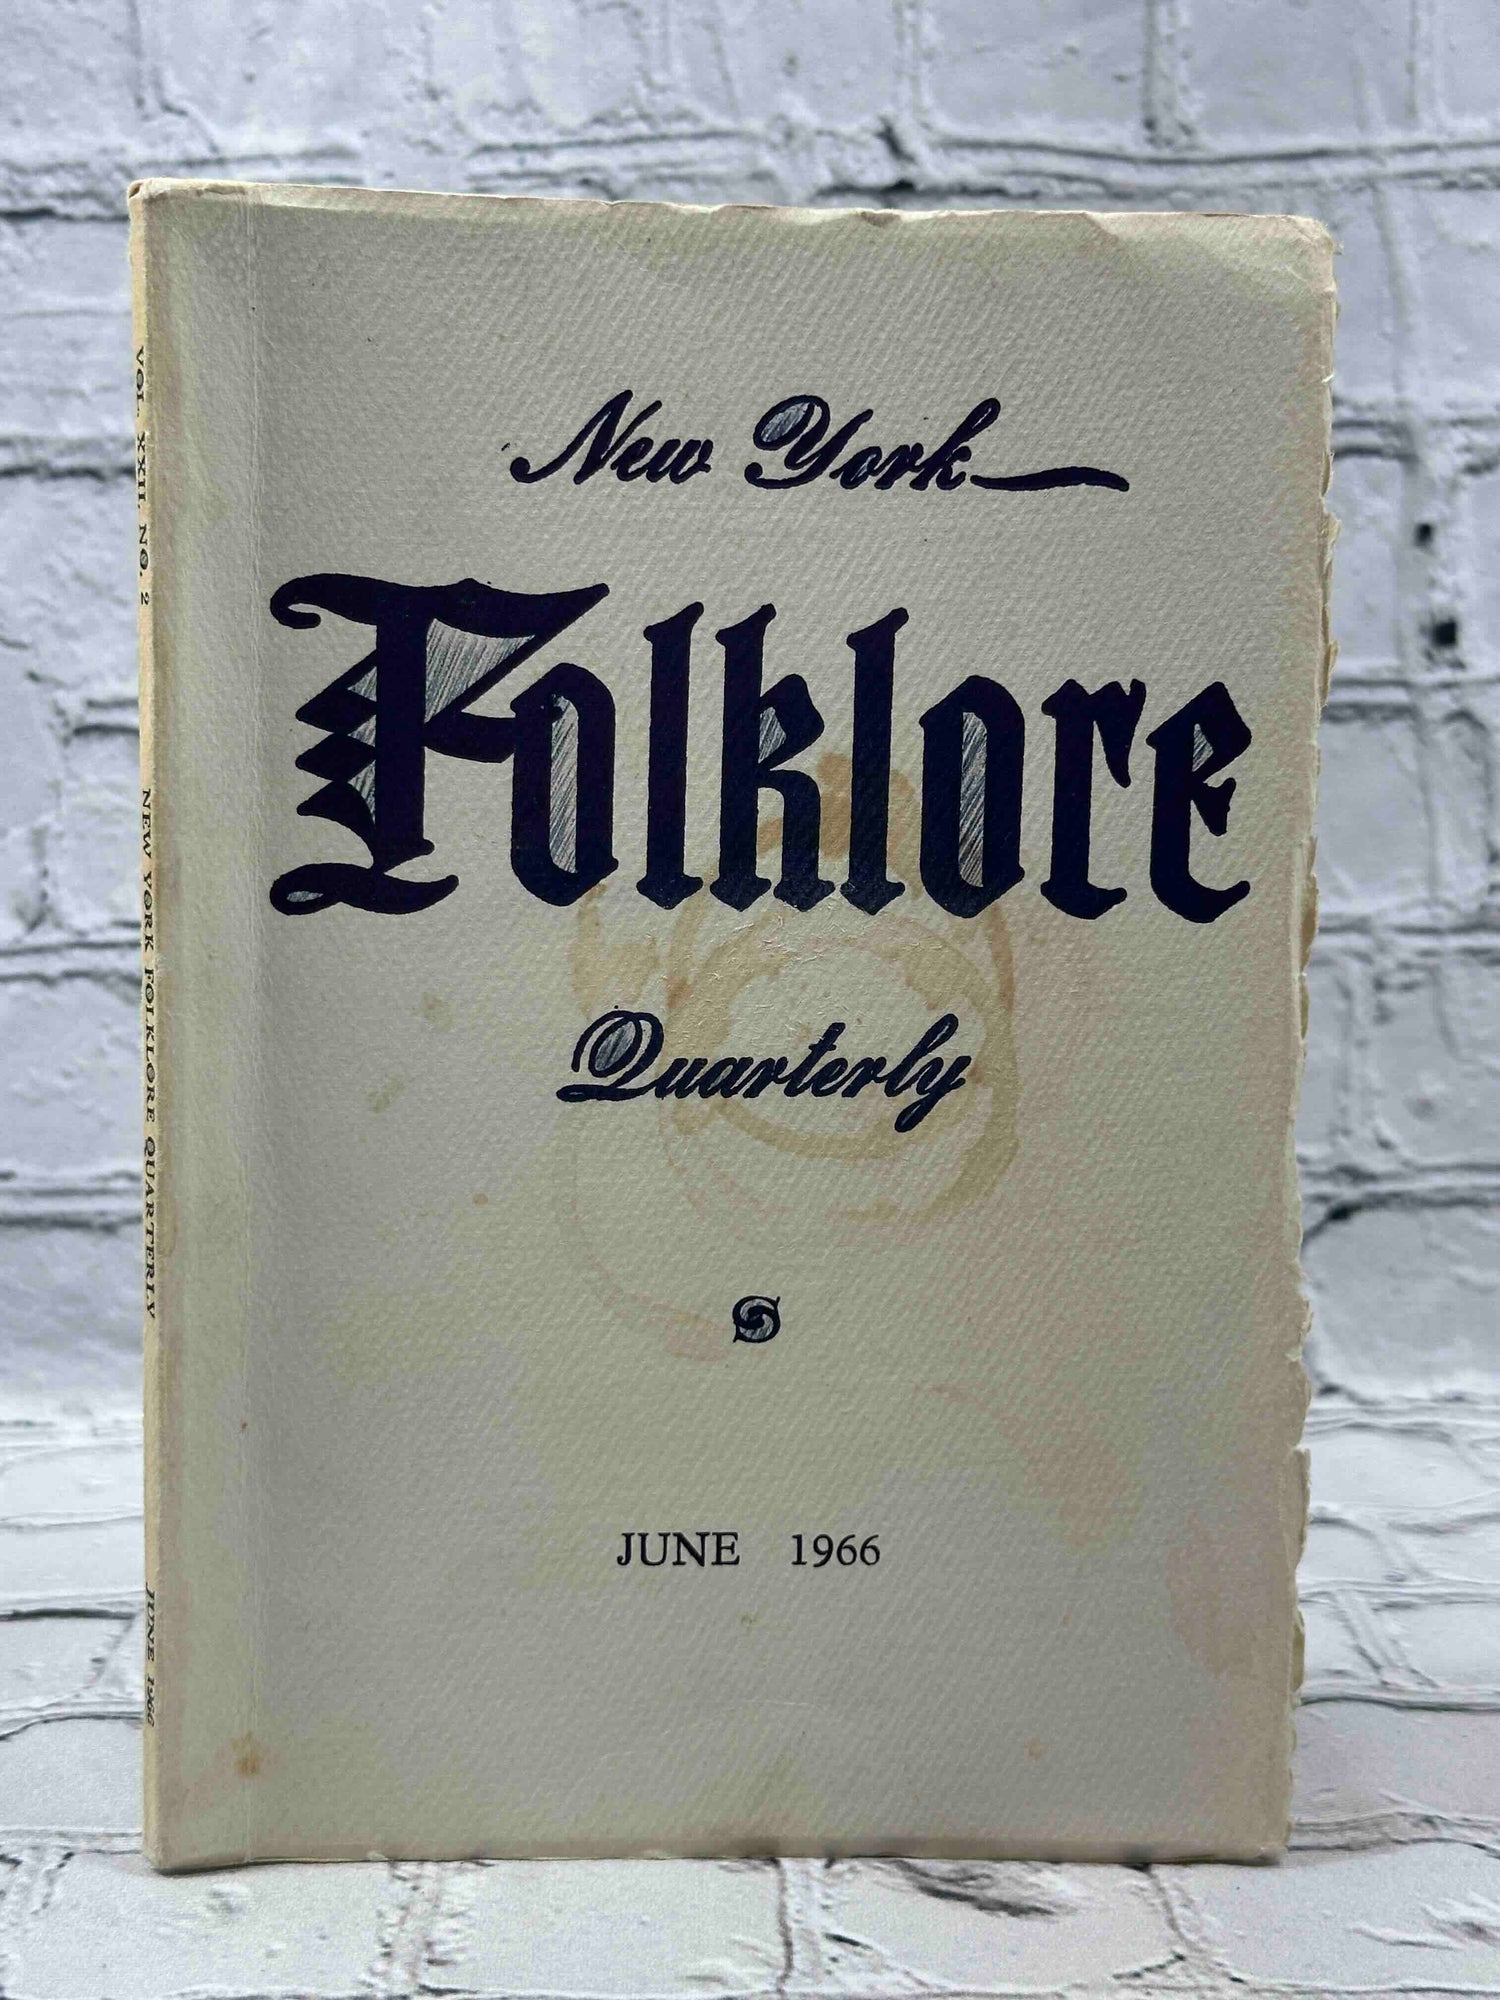 New York
Folklore
Quarterly
JUNE 1966
VOL. XXII, NO. 2 NEW YORK FOLKLORE QUARTERLY JUNE 1966